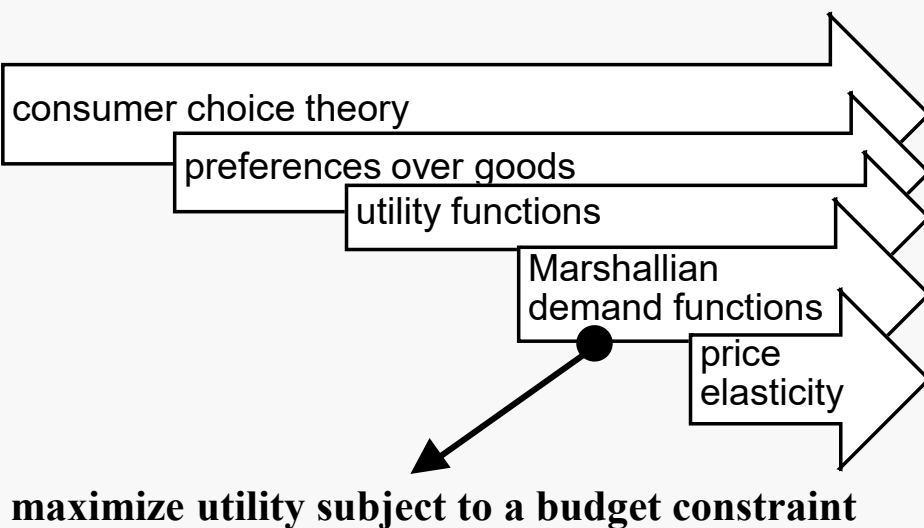 consumer choice theory
preferences over goods
utility functions
Marshallian
demand functions
price
elasticity
maximize utility subject to a budget constraint